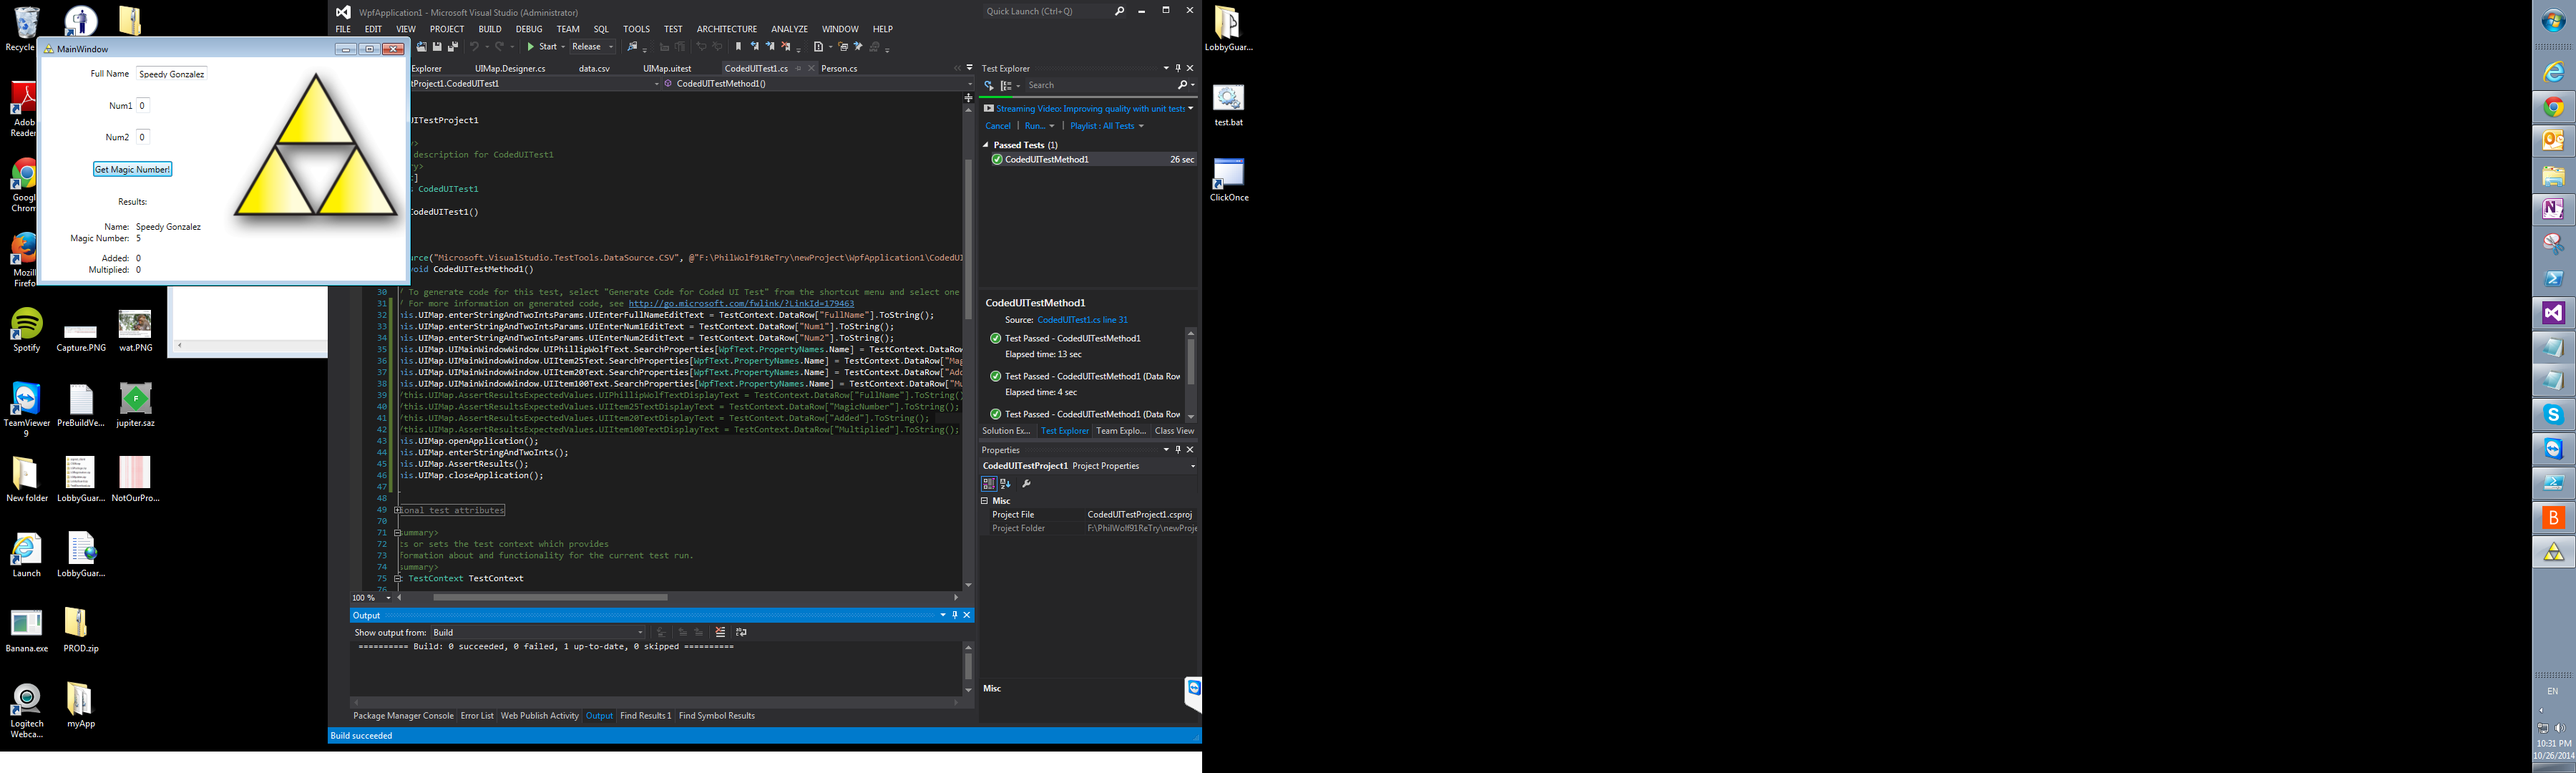 Recycle
Adob
Reader
Googl
Chrom
Mozill
Firefo
Spotify
Capture.PNG
wat.PNG
TeamViewer
9
PreBuildVe...
jupiter.saz
New folder
LobbyGuar...
NotOurPro...
Launch
LobbyGuar...
Banana.exe
PROD.zip
Logitech
Webca...
myApp
MainWindow
Full Name Speedy Gonzalez
Num1 0
Num2 0
Get Magic Number!
Results:
Name: Speedy Gonzalez
Magic Number: 5
Added: 0
Multiplied: 0
WpfApplication1 - Microsoft Visual Studio (Administrator)
Quick Launch (Ctrl+Q)
FILE EDIT VIEW PROJECT BUILD DEBUG TEAM SQL TOOLS TEST ARCHITECTURE ANALYZE WINDOW HELP
Start Release
Explorer UIMap.Designer.cs data.csv UIMap.uitest CodedUITest1.cs Person.cs
tProject1.CodedUITest1 CodedUITestMethod1()
UITestProject1
description for CodedUITest1
CodedUITest1
CodedUITest1()
urce("Microsoft.VisualStudio.TestTools.DataSource.CSV", @"F:\PhilWolf91ReTry\newProject\WpfApplication1\CodedUI
void CodedUITestMethod1()
30 / To generate code for this test, select "Generate Code for Coded UI Test" from the shortcut menu and select one
31 / For more information on generated code, see http://go.microsoft.com/fwlink/?LinkId=179463
32 his.UIMap.enterStringAndTwoIntsParams.UIEnterFullNameEditText = TestContext.DataRow["FullName"].ToString();
33 his.UIMap.enterStringAndTwoIntsParams.UIEnterNum1EditText = TestContext.DataRow["Num1"].ToString();
34 his.UIMap.enterStringAndTwoIntsParams.UIEnterNum2EditText = TestContext.DataRow["Num2"].ToString();
35 his.UIMap.UIMainWindowWindow.UIPhillipWolfText.SearchProperties[WpfText.PropertyNames.Name] = TestContext.DataRow
36 his.UIMap.UIMainWindowWindow.UIItem25Text.SearchProperties[WpfText.PropertyNames.Name] = TestContext.DataRow["Mag
37 his.UIMap.UIMainWindowWindow.UIItem20Text.SearchProperties[WpfText.PropertyNames.Name] = TestContext.DataRow["Add
38 his.UIMap.UIMainWindowWindow.UIItem100Text.SearchProperties[WpfText.PropertyNames.Name] = TestContext.DataRow["Mu
39 /this.UIMap.AssertResultsExpectedValues.UIPhillipWolfTextDisplayText = TestContext.DataRow["FullName"].ToString()
40 /this.UIMap.AssertResultsExpectedValues.UIItem25TextDisplayText = TestContext.DataRow["MagicNumber"].ToString();
41 /this.UIMap.AssertResultsExpectedValues.UIItem20TextDisplayText = TestContext.DataRow["Added"].ToString();
42 /this.UIMap.AssertResultsExpectedValues.UIItem100TextDisplayText = TestContext.DataRow["Multiplied"].ToString();
43 his.UIMap.openApplication();
44 his.UIMap.enterStringAndTwoInts();
45 his.UIMap.AssertResults();
46 his.UIMap.closeApplication();
47
48
49 ional test attributes
70
71 summary>
72 ts or sets the test context which provides
73 formation about and functionality for the current test run.
74 summary>
75 : TestContext TestContext
76
100 %
Output
Show output from: Build
========== Build: 0 succeeded, 0 failed, 1 up-to-date, 0 skipped ==========
Package Manager Console Error List Web Publish Activity Output Find Results 1 Find Symbol Results
Build succeeded
Test Explorer
Search
Streaming Video: Improving quality with unit tests
Cancel Run... Playlist : All Tests
Passed Tests (1)
CodedUITestMethod1 26 sec
CodedUITestMethod1
Source: CodedUITest1.cs line 31
Test Passed - CodedUITestMethod1
Elapsed time: 13 sec
Test Passed - CodedUITestMethod1 (Data Row
Elapsed time: 4 sec
Test Passed - CodedUITestMethod1 (Data Row
Solution Ex... Test Explorer Team Explo... Class View
Properties
CodedUITestProject1 Project Properties
Misc
Project File CodedUITestProject1.csproj
Project Folder F:\PhilWolf91ReTry\newProje
Misc
LobbyGuar...
test.bat
ClickOnce
EN
10:31 PM
10/26/2014